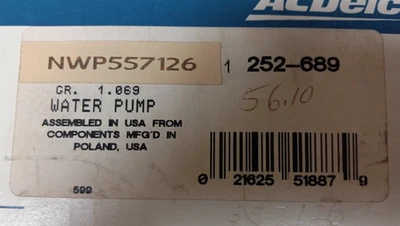 ACDelco
NWP557126 1 252-689
GR. 1.069
WATER PUMP
56.10
ASSEMBLED IN USA FROM
COMPONENTS MFG'D IN
POLAND, USA
599
0 21625 51887 9